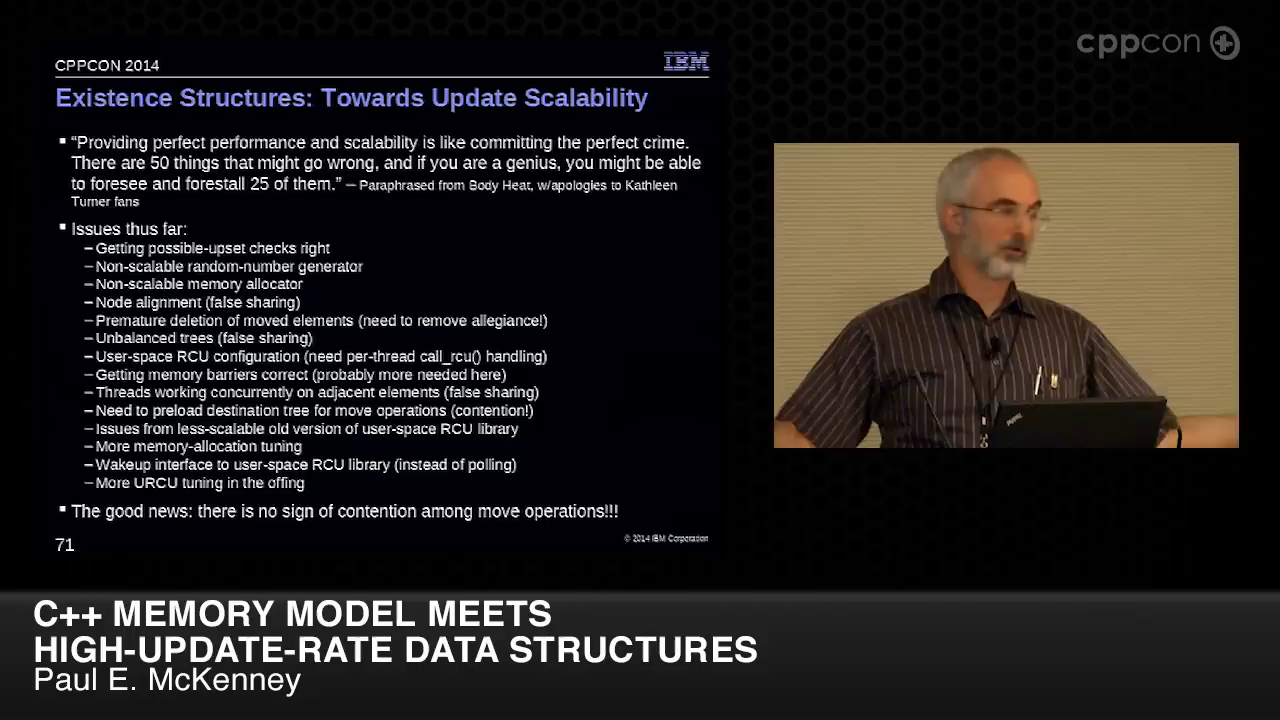 cppcon
CPPCON 2014
IBM
Existence Structures: Towards Update Scalability
▪ “Providing perfect performance and scalability is like committing the perfect crime.
There are 50 things that might go wrong, and if you are a genius, you might be able
to foresee and forestall 25 of them.” – Paraphrased from Body Heat, w/apologies to Kathleen
Turner fans
▪ Issues thus far:
– Getting possible-upset checks right
– Non-scalable random-number generator
– Non-scalable memory allocator
– Node alignment (false sharing)
– Premature deletion of moved elements (need to remove allegiance!)
– Unbalanced trees (false sharing)
– User-space RCU configuration (need per-thread call_rcu() handling)
– Getting memory barriers correct (probably more needed here)
– Threads working concurrently on adjacent elements (false sharing)
– Need to preload destination tree for move operations (contention!)
– Issues from less-scalable old version of user-space RCU library
– More memory-allocation tuning
– Wakeup interface to user-space RCU library (instead of polling)
– More URCU tuning in the offing
▪ The good news: there is no sign of contention among move operations!!!
71
© 2014 IBM Corporation
C++ MEMORY MODEL MEETS
HIGH-UPDATE-RATE DATA STRUCTURES
Paul E. McKenney